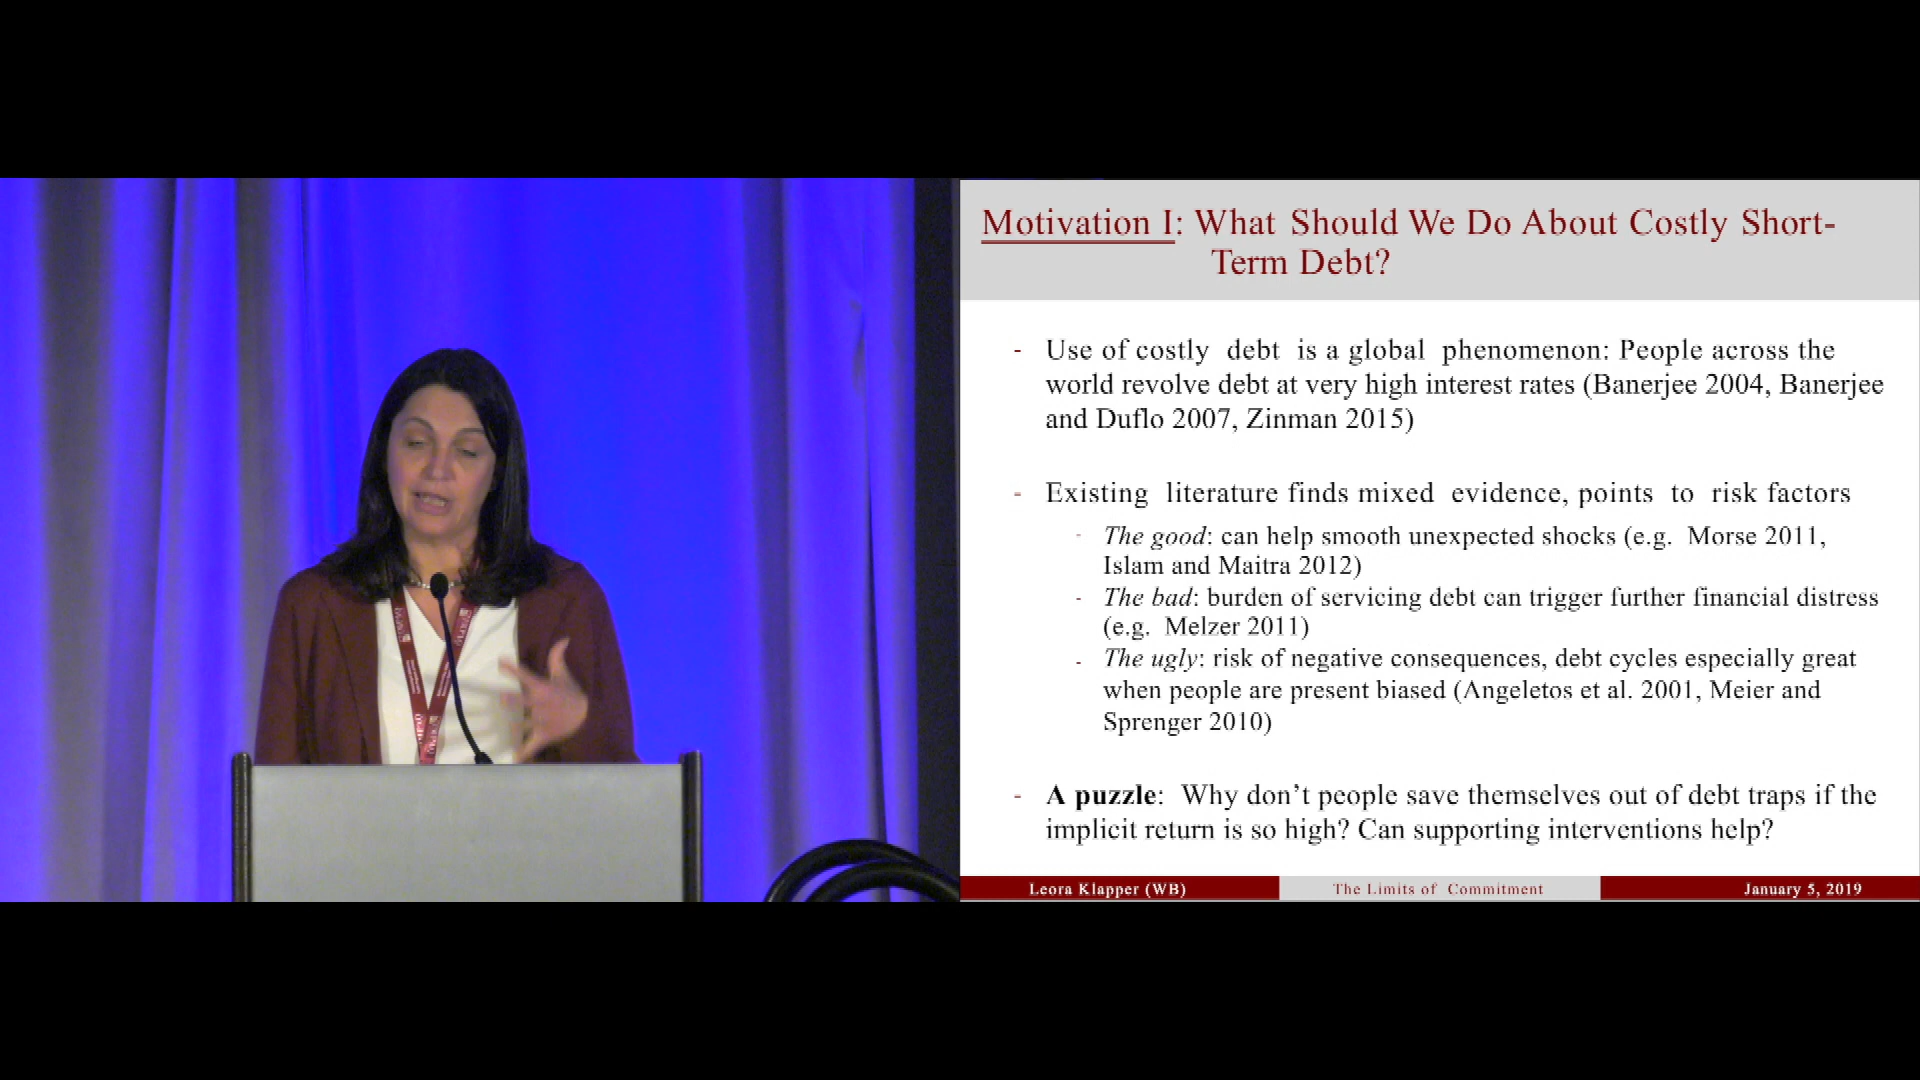 Motivation I: What Should We Do About Costly Short-
Term Debt?
- Use of costly debt is a global phenomenon: People across the
world revolve debt at very high interest rates (Banerjee 2004, Banerjee
and Duflo 2007, Zinman 2015)
- Existing literature finds mixed evidence, points to risk factors
- The good: can help smooth unexpected shocks (e.g. Morse 2011,
Islam and Maitra 2012)
- The bad: burden of servicing debt can trigger further financial distress
(e.g. Melzer 2011)
- The ugly: risk of negative consequences, debt cycles especially great
when people are present biased (Angeletos et al. 2001, Meier and
Sprenger 2010)
- A puzzle: Why don't people save themselves out of debt traps if the
implicit return is so high? Can supporting interventions help?
Leora Klapper (WB)
The Limits of Commitment
January 5, 2019